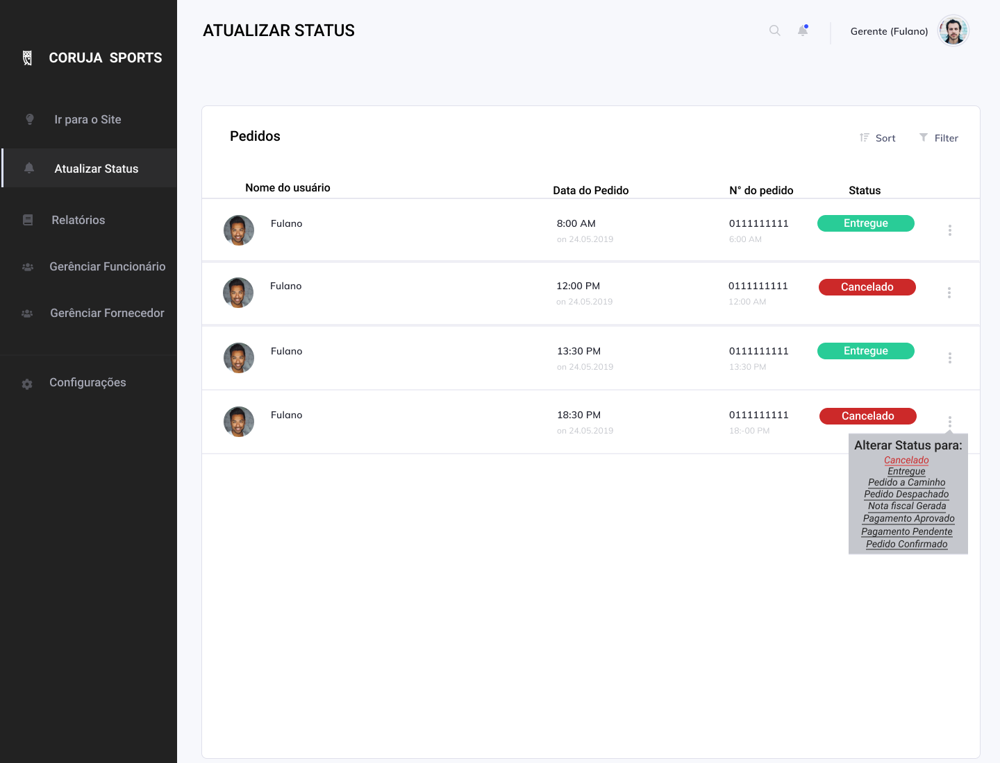 CORUJA SPORTS
Ir para o Site
Atualizar Status
Relatórios
Gerênciar Funcionário
Gerênciar Fornecedor
Configurações
ATUALIZAR STATUS
Gerente (Fulano)
Pedidos
Sort
Filter
Nome do usuário
Data do Pedido
N° do pedido
Status
Fulano
8:00 AM
on 24.05.2019
0111111111
6:00 AM
Entregue
Fulano
12:00 PM
on 24.05.2019
0111111111
12:00 AM
Cancelado
Fulano
13:30 PM
on 24.05.2019
0111111111
13:30 PM
Entregue
Fulano
18:30 PM
on 24.05.2019
0111111111
18:-00 PM
Cancelado
Alterar Status para:
Cancelado
Entregue
Pedido a Caminho
Pedido Despachado
Nota fiscal Gerada
Pagamento Aprovado
Pagamento Pendente
Pedido Confirmado